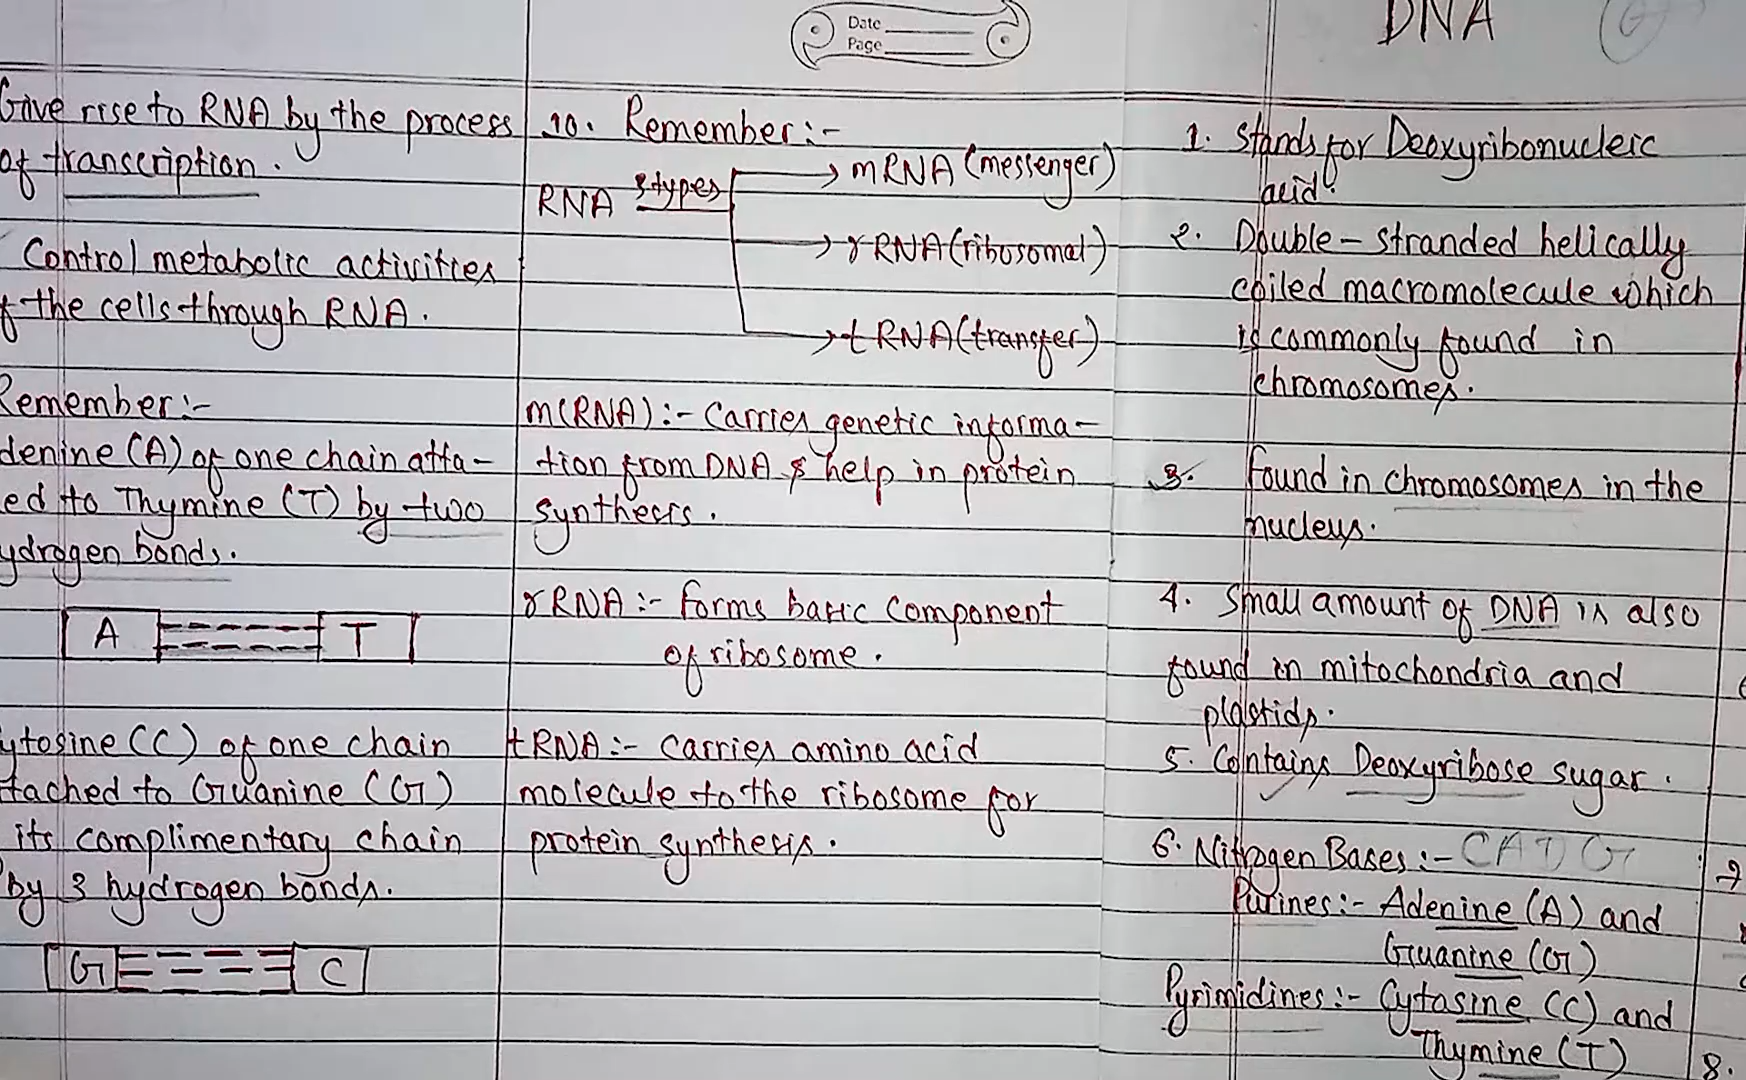 Give rise to RNA by the process
of transcription.
Control metabolic activities
the cells through RNA.
Remember:-
denine (A) of one chain atta-
ed to Thymine (T) by two
ydrogen bonds.
A T
ytosine (C) of one chain
tached to Guanine (G)
its complimentary chain
by 3 hydrogen bonds.
G C
Date
Page
10. Remember:-
RNA 3 types
→ mRNA (messenger)
→ rRNA (ribosomal)
→ tRNA (transfer)
m(RNA):- Carries genetic informa-
tion from DNA & help in protein
synthesis.
rRNA:- forms basic component
of ribosome.
tRNA:- carries amino acid
molecule to the ribosome for
protein synthesis.
DNA
1. Stands for Deoxyribonucleic
acid.
2. Double-stranded helically
coiled macromolecule which
is commonly found in
chromosomes.
3. Found in chromosomes in the
nucleus.
4. Small amount of DNA is also
found in mitochondria and
plastids.
5. Contains Deoxyribose sugar.
6. Nitrogen Bases:-
Purines:- Adenine (A) and
Guanine (G)
Pyrimidines:- Cytosine (C) and
Thymine (T)
8.